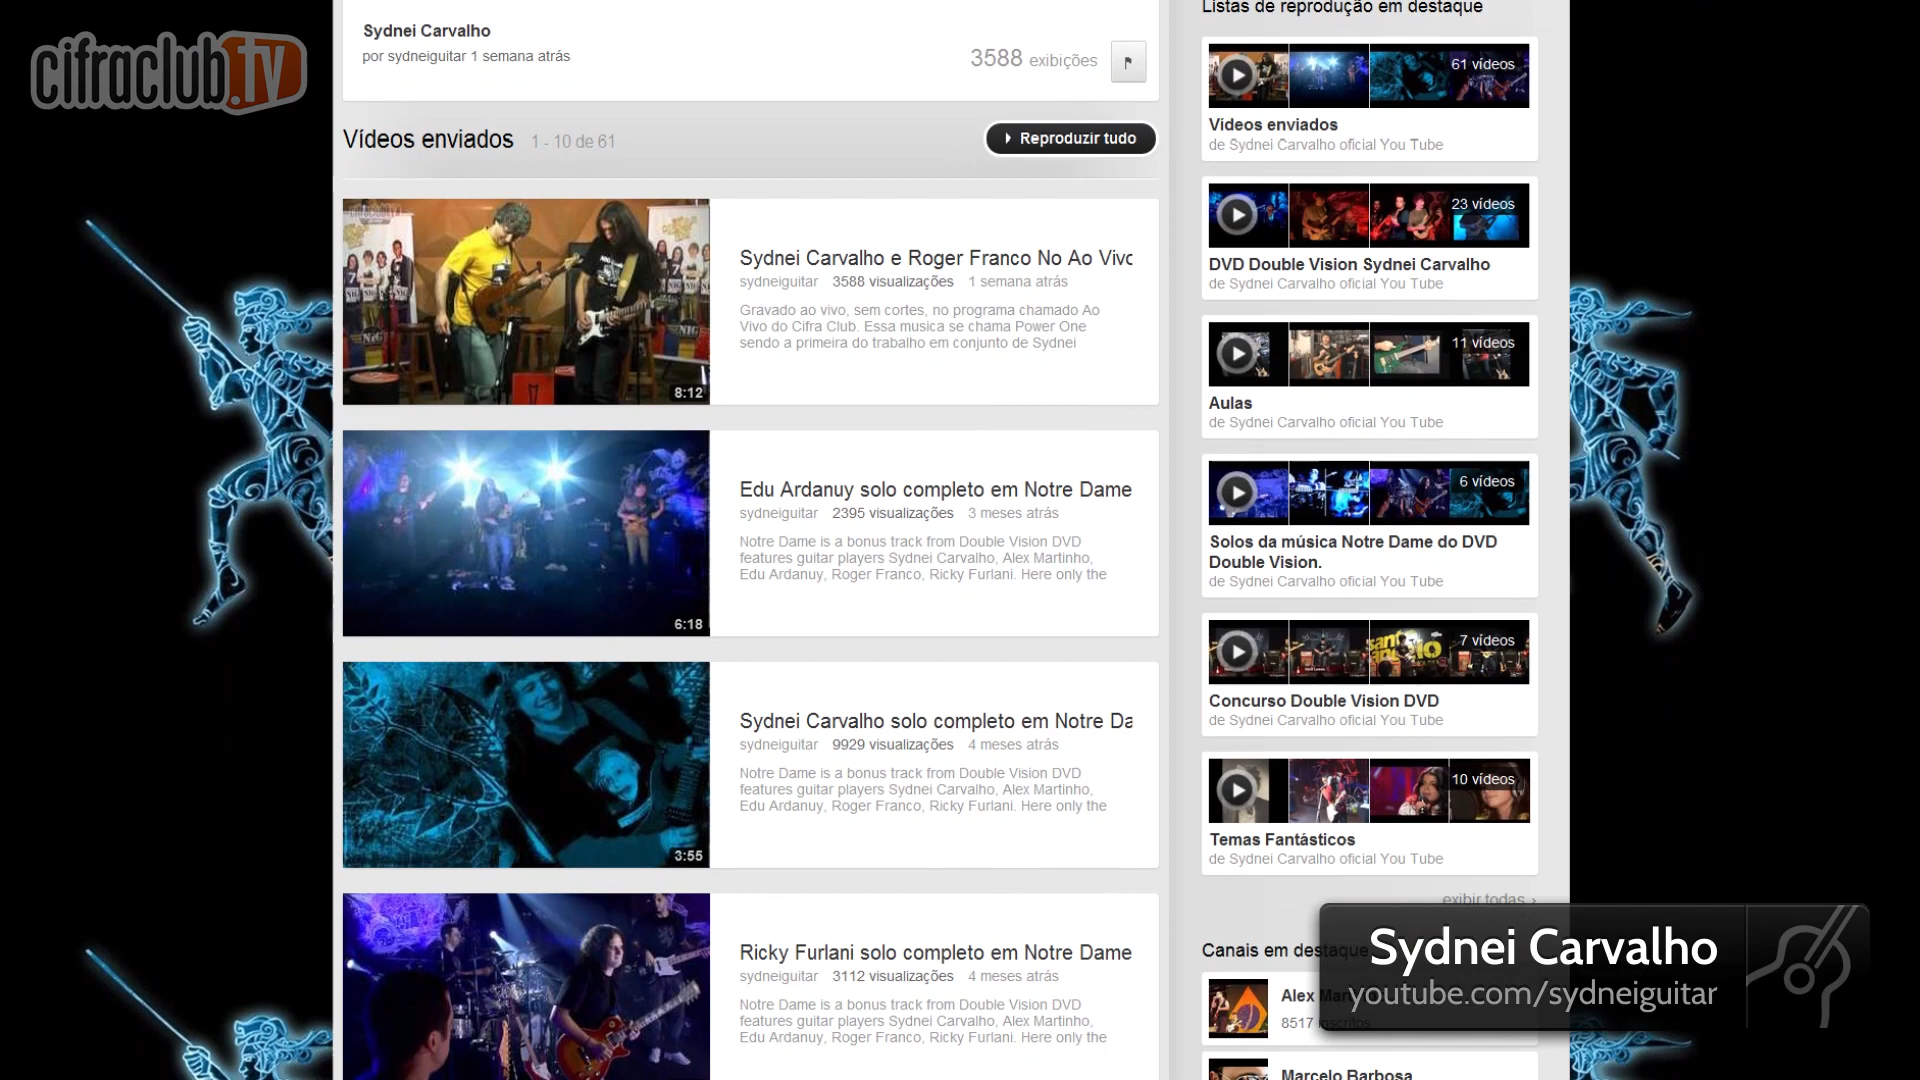 cifraclub.tv
Sydnei Carvalho
por sydneiguitar 1 semana atrás
3588 exibições
Vídeos enviados 1 - 10 de 61
Reproduzir tudo
8:12
Sydnei Carvalho e Roger Franco No Ao Vivo
sydneiguitar 3588 visualizações 1 semana atrás
Gravado ao vivo, sem cortes, no programa chamado Ao
Vivo do Cifra Club. Essa musica se chama Power One
sendo a primeira do trabalho em conjunto de Sydnei
6:18
Edu Ardanuy solo completo em Notre Dame
sydneiguitar 2395 visualizações 3 meses atrás
Notre Dame is a bonus track from Double Vision DVD
features guitar players Sydnei Carvalho, Alex Martinho,
Edu Ardanuy, Roger Franco, Ricky Furlani. Here only the
3:55
Sydnei Carvalho solo completo em Notre Da
sydneiguitar 9929 visualizações 4 meses atrás
Notre Dame is a bonus track from Double Vision DVD
features guitar players Sydnei Carvalho, Alex Martinho,
Edu Ardanuy, Roger Franco, Ricky Furlani. Here only the
Ricky Furlani solo completo em Notre Dame
sydneiguitar 3112 visualizações 4 meses atrás
Notre Dame is a bonus track from Double Vision DVD
features guitar players Sydnei Carvalho, Alex Martinho,
Edu Ardanuy, Roger Franco, Ricky Furlani. Here only the
Listas de reprodução em destaque
61 vídeos
Vídeos enviados
de Sydnei Carvalho oficial You Tube
23 vídeos
DVD Double Vision Sydnei Carvalho
de Sydnei Carvalho oficial You Tube
11 vídeos
Aulas
de Sydnei Carvalho oficial You Tube
6 vídeos
Solos da música Notre Dame do DVD
Double Vision.
de Sydnei Carvalho oficial You Tube
7 vídeos
Concurso Double Vision DVD
de Sydnei Carvalho oficial You Tube
10 vídeos
Temas Fantásticos
de Sydnei Carvalho oficial You Tube
exibir todas ›
Canais em destaque
Alex
8517 inscritos
Marcelo Barbosa
Sydnei Carvalho
youtube.com/sydneiguitar